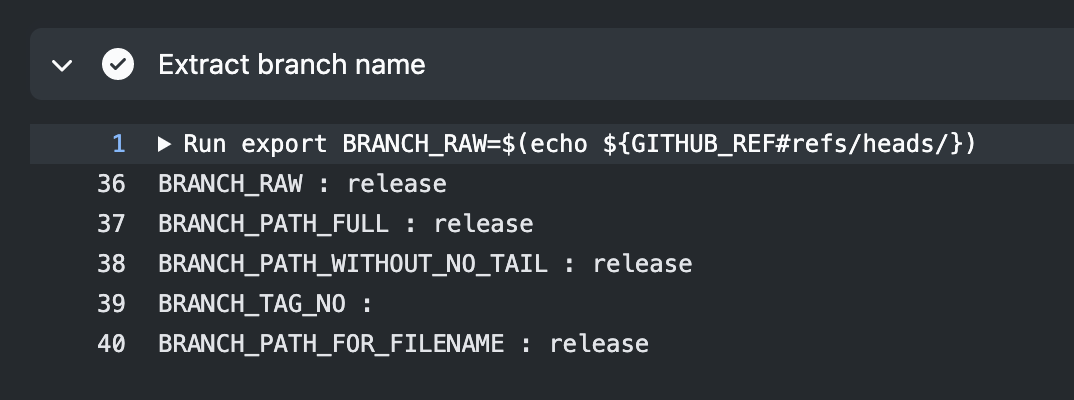 Extract branch name
1 ▶ Run export BRANCH_RAW=$(echo ${GITHUB_REF#refs/heads/})
36 BRANCH_RAW : release
37 BRANCH_PATH_FULL : release
38 BRANCH_PATH_WITHOUT_NO_TAIL : release
39 BRANCH_TAG_NO :
40 BRANCH_PATH_FOR_FILENAME : release